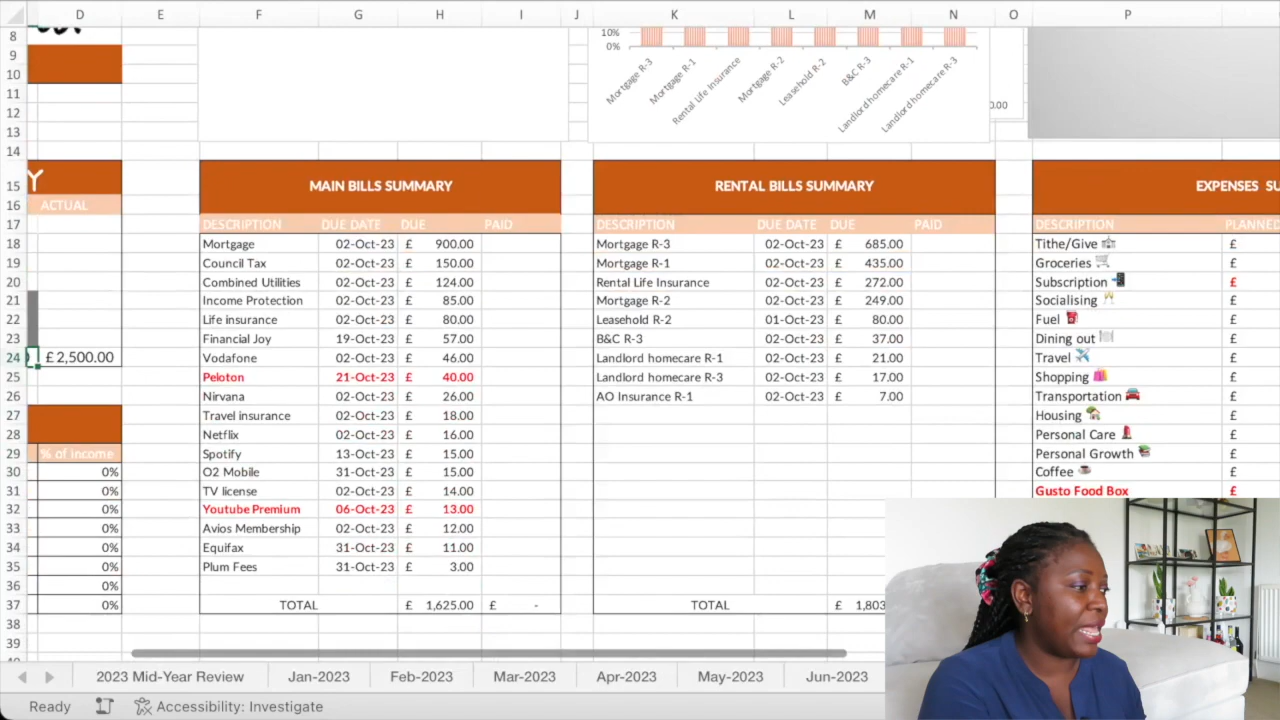 D E F G H I J K L M N O P
8 10%
9 0%
10
11
12 0.00
13
Mortgage R-3 Mortgage R-1 Rental Life Insurance Mortgage R-2 Leasehold R-2 B&C R-3 Landlord homecare R-1 Landlord homecare R-3
14
15 Y MAIN BILLS SUMMARY RENTAL BILLS SUMMARY EXPENSES SU
16 ACTUAL
17 DESCRIPTION DUE DATE DUE PAID DESCRIPTION DUE DATE DUE PAID DESCRIPTION PLANNED
18 Mortgage 02-Oct-23 £ 900.00 Mortgage R-3 02-Oct-23 £ 685.00 Tithe/Give £
19 Council Tax 02-Oct-23 £ 150.00 Mortgage R-1 02-Oct-23 £ 435.00 Groceries £
20 Combined Utilities 02-Oct-23 £ 124.00 Rental Life Insurance 02-Oct-23 £ 272.00 Subscription £
21 Income Protection 02-Oct-23 £ 85.00 Mortgage R-2 02-Oct-23 £ 249.00 Socialising £
22 Life insurance 02-Oct-23 £ 80.00 Leasehold R-2 01-Oct-23 £ 80.00 Fuel £
23 Financial Joy 19-Oct-23 £ 57.00 B&C R-3 02-Oct-23 £ 37.00 Dining out £
24 £ 2,500.00 Vodafone 02-Oct-23 £ 46.00 Landlord homecare R-1 02-Oct-23 £ 21.00 Travel £
25 Peloton 21-Oct-23 £ 40.00 Landlord homecare R-3 02-Oct-23 £ 17.00 Shopping £
26 Nirvana 02-Oct-23 £ 26.00 AO Insurance R-1 02-Oct-23 £ 7.00 Transportation £
27 Travel insurance 02-Oct-23 £ 18.00 Housing £
28 Netflix 02-Oct-23 £ 16.00 Personal Care £
29 % of income Spotify 13-Oct-23 £ 15.00 Personal Growth £
30 0% O2 Mobile 31-Oct-23 £ 15.00 Coffee £
31 0% TV license 02-Oct-23 £ 14.00 Gusto Food Box £
32 0% Youtube Premium 06-Oct-23 £ 13.00
33 0% Avios Membership 02-Oct-23 £ 12.00
34 0% Equifax 31-Oct-23 £ 11.00
35 0% Plum Fees 31-Oct-23 £ 3.00
36 0%
37 0% TOTAL £ 1,625.00 £ - TOTAL £ 1,803
38
39
2023 Mid-Year Review Jan-2023 Feb-2023 Mar-2023 Apr-2023 May-2023 Jun-2023
Ready Accessibility: Investigate